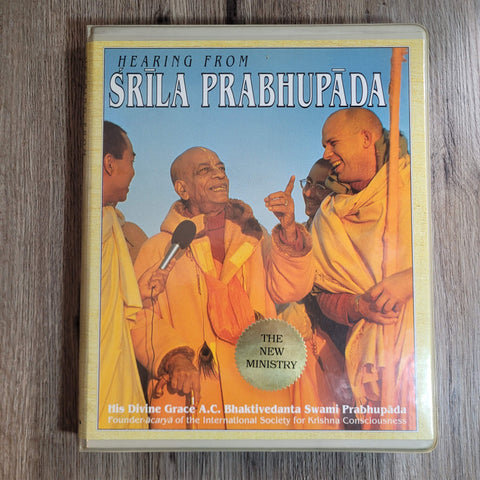 HEARING FROM
ŚRĪLA PRABHUPĀDA
THE
NEW
MINISTRY
His Divine Grace A.C. Bhaktivedanta Swami Prabhupāda
Founder-ācarya of the International Society for Krishna Consciousness